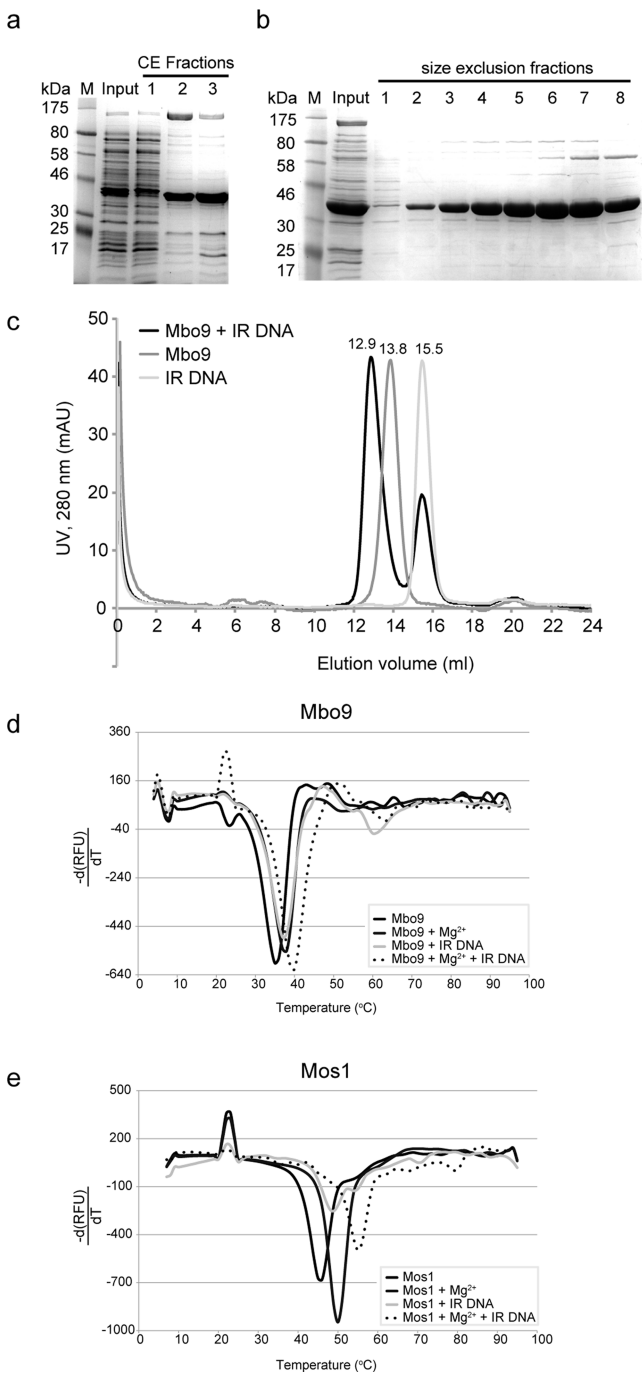 a
CE Fractions
kDa M Input 1 2 3
175
80
58
46
30
25
17
b
size exclusion fractions
kDa M Input 1 2 3 4 5 6 7 8
175
80
58
46
30
25
17
c
50
40
30
20
10
0
UV, 280 nm (mAU)
Mbo9 + IR DNA
Mbo9
IR DNA
12.9 13.8 15.5
0 2 4 6 8 10 12 14 16 18 20 22 24
Elution volume (ml)
d
Mbo9
360
160
-40
-240
-440
-640
-d(RFU)
dT
Mbo9
Mbo9 + Mg²⁺
Mbo9 + IR DNA
Mbo9 + Mg²⁺ + IR DNA
0 10 20 30 40 50 60 70 80 90 100
Temperature (°C)
e
Mos1
500
200
-100
-400
-700
-1000
-d(RFU)
dT
Mos1
Mos1 + Mg²⁺
Mos1 + IR DNA
Mos1 + Mg²⁺ + IR DNA
0 10 20 30 40 50 60 70 80 90 100
Temperature (°C)